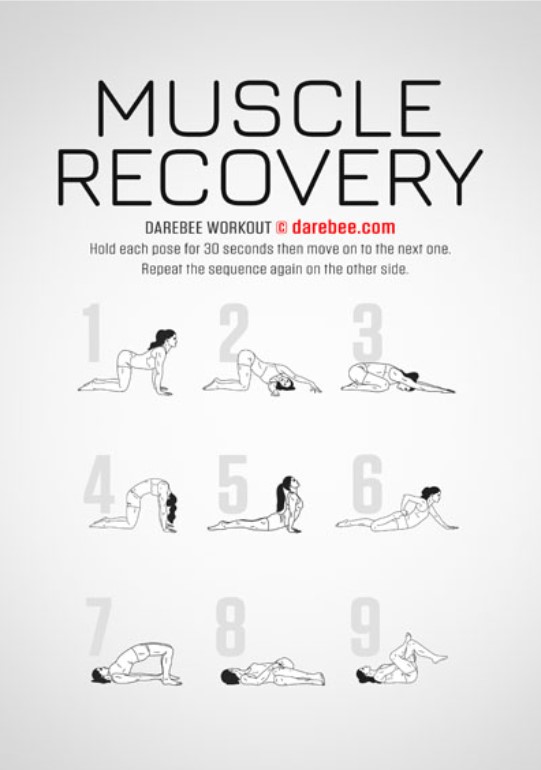 MUSCLE
RECOVERY
DAREBEE WORKOUT © darebee.com
Hold each pose for 30 seconds then move on to the next one.
Repeat the sequence again on the other side.
1 2 3
4 5 6
7 8 9